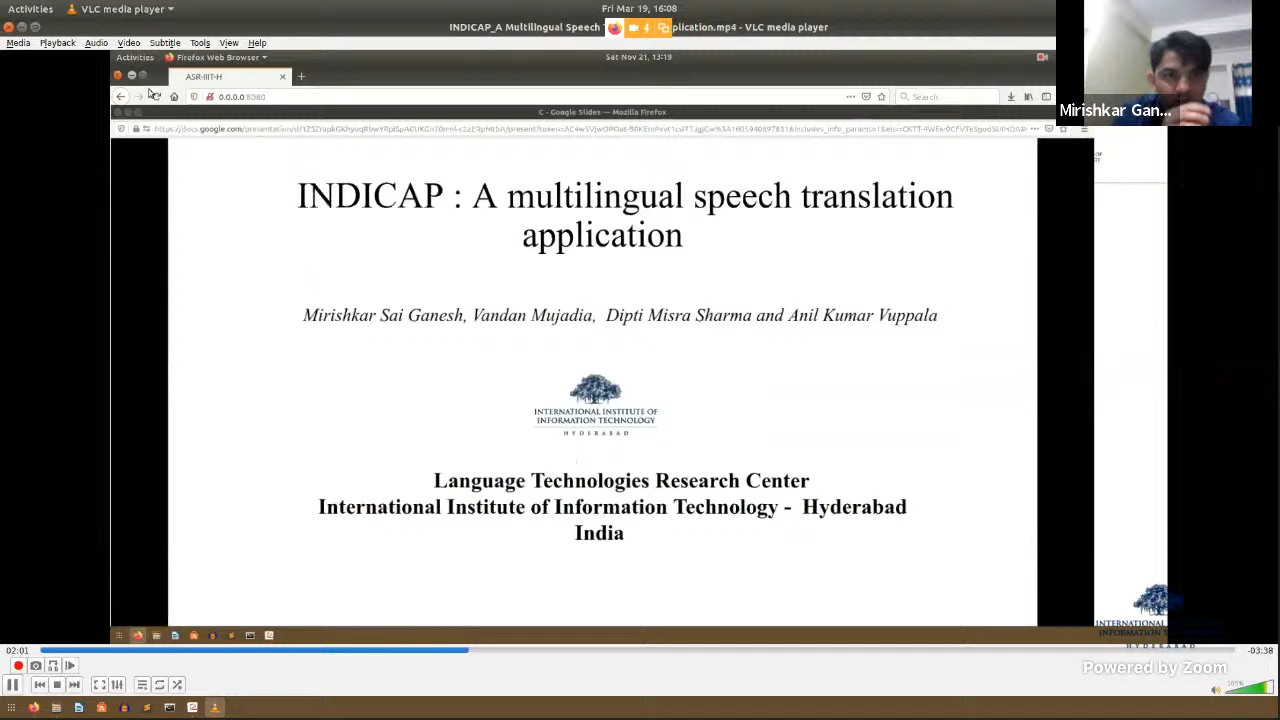 Activities VLC media player Fri Mar 19, 16:08
INDICAP_A Multilingual Speech plication.mp4 - VLC media player
Media Playback Audio Video Subtitle Tools View Help
Activities Firefox Web Browser Sat Nov 21, 13:19
ASR-IIIT-H
0.0.0.0:8080 Search
C - Google Slides — Mozilla Firefox
Mirishkar Gan...
INDICAP : A multilingual speech translation
application
Mirishkar Sai Ganesh, Vandan Mujadia, Dipti Misra Sharma and Anil Kumar Vuppala
INTERNATIONAL INSTITUTE OF
INFORMATION TECHNOLOGY
HYDERABAD
Language Technologies Research Center
International Institute of Information Technology - Hyderabad
India
INTERNATIONAL
INFORMATION
02:01 -03:38
Powered by Zoom
105%